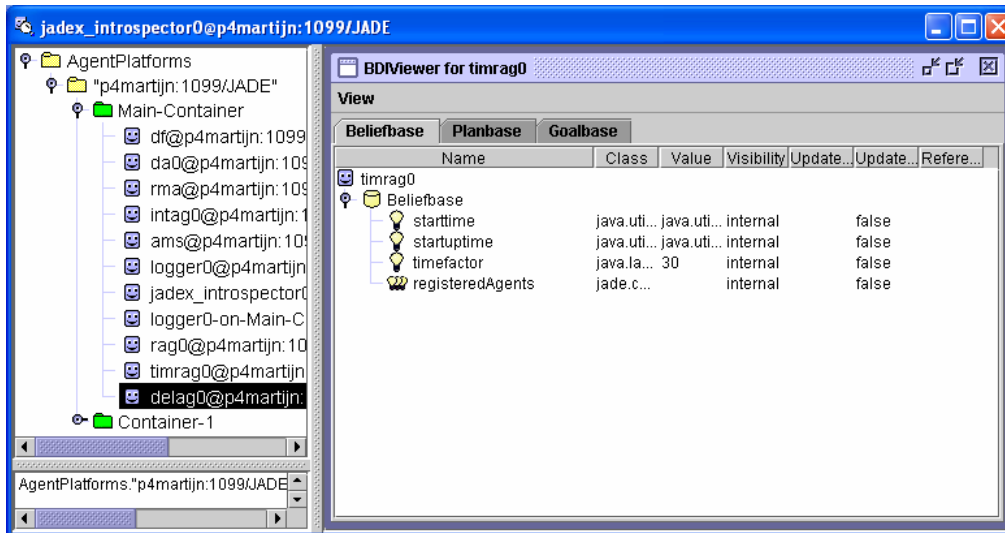 jadex_introspector0@p4martijn:1099/JADE
AgentPlatforms
"p4martijn:1099/JADE"
Main-Container
df@p4martijn:1099
da0@p4martijn:109
rma@p4martijn:109
intag0@p4martijn:1
ams@p4martijn:10
logger0@p4martijn
jadex_introspector0
logger0-on-Main-C
rag0@p4martijn:10
timrag0@p4martijn
delag0@p4martijn:
Container-1
AgentPlatforms."p4martijn:1099/JADE
BDIViewer for timrag0
View
Beliefbase Planbase Goalbase
Name Class Value Visibility Update... Update... Refere...
timrag0
Beliefbase
starttime java.uti... java.uti... internal false
startuptime java.uti... java.uti... internal false
timefactor java.la... 30 internal false
registeredAgents jade.c... internal false